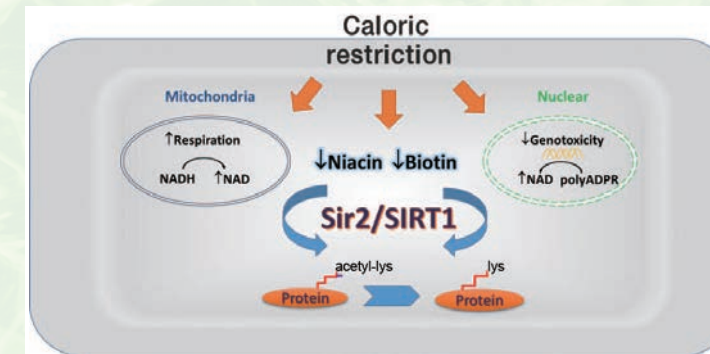 Caloric
restriction
Mitochondria
Nuclear
↑Respiration
↓Genotoxicity
NADH ↑NAD
↓Niacin ↓Biotin
↑NAD polyADPR
Sir2/SIRT1
acetyl-lys
lys
Protein
Protein